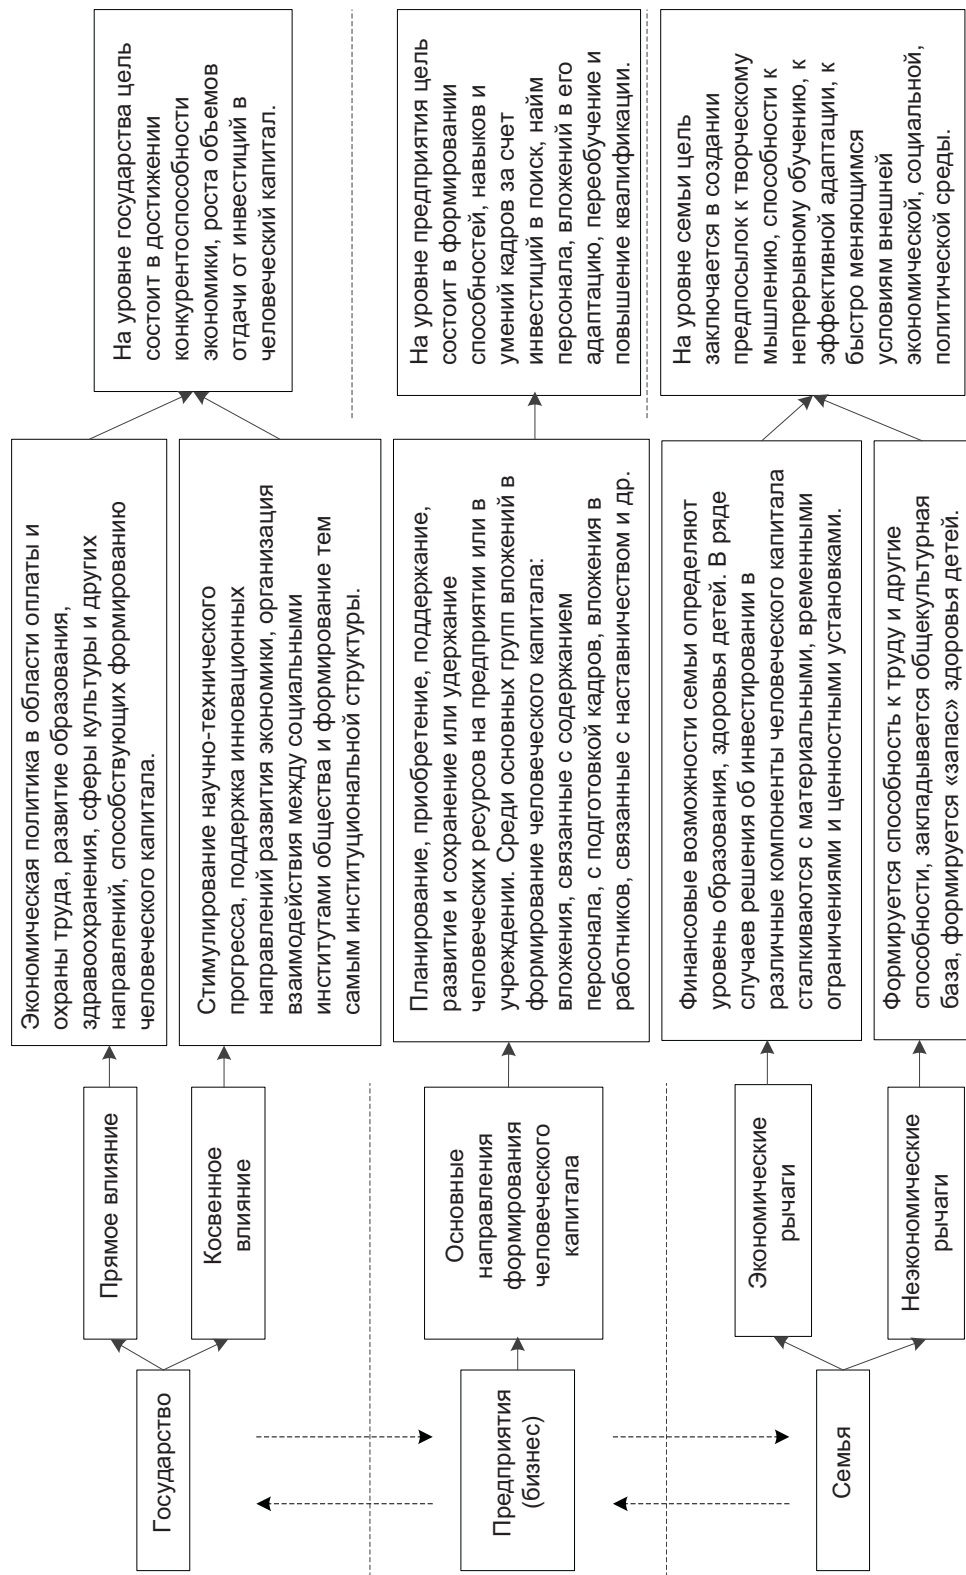 Государство
Прямое влияние
Экономическая политика в области оплаты и
охраны труда, развитие образования,
здравоохранения, сферы культуры и других
направлений, способствующих формированию
человеческого капитала.
Косвенное
влияние
Стимулирование научно-технического
прогресса, поддержка инновационных
направлений развития экономики, организация
взаимодействия между социальными
институтами общества и формирование тем
самым институциональной структуры.
На уровне государства цель
состоит в достижении
конкурентоспособности
экономики, роста объемов
отдачи от инвестиций в
человеческий капитал.
Предприятия
(бизнес)
Основные
направления
формирования
человеческого
капитала
Планирование, приобретение, поддержание,
развитие и сохранение или удержание
человеческих ресурсов на предприятии или в
учреждении. Среди основных групп вложений в
формирование человеческого капитала:
вложения, связанные с содержанием
персонала, с подготовкой кадров, вложения в
работников, связанные с наставничеством и др.
На уровне предприятия цель
состоит в формировании
способностей, навыков и
умений кадров за счет
инвестиций в поиск, найм
персонала, вложений в его
адаптацию, переобучение и
повышение квалификации.
Семья
Экономические
рычаги
Финансовые возможности семьи определяют
уровень образования, здоровья детей. В ряде
случаев решения об инвестировании в
различные компоненты человеческого капитала
сталкиваются с материальными, временными
ограничениями и ценностными установками.
Неэкономические
рычаги
Формируется способность к труду и другие
способности, закладывается общекультурная
база, формируется «запас» здоровья детей.
На уровне семьи цель
заключается в создании
предпосылок к творческому
мышлению, способности к
непрерывному обучению, к
эффективной адаптации, к
быстро меняющимся
условиям внешней
экономической, социальной,
политической среды.